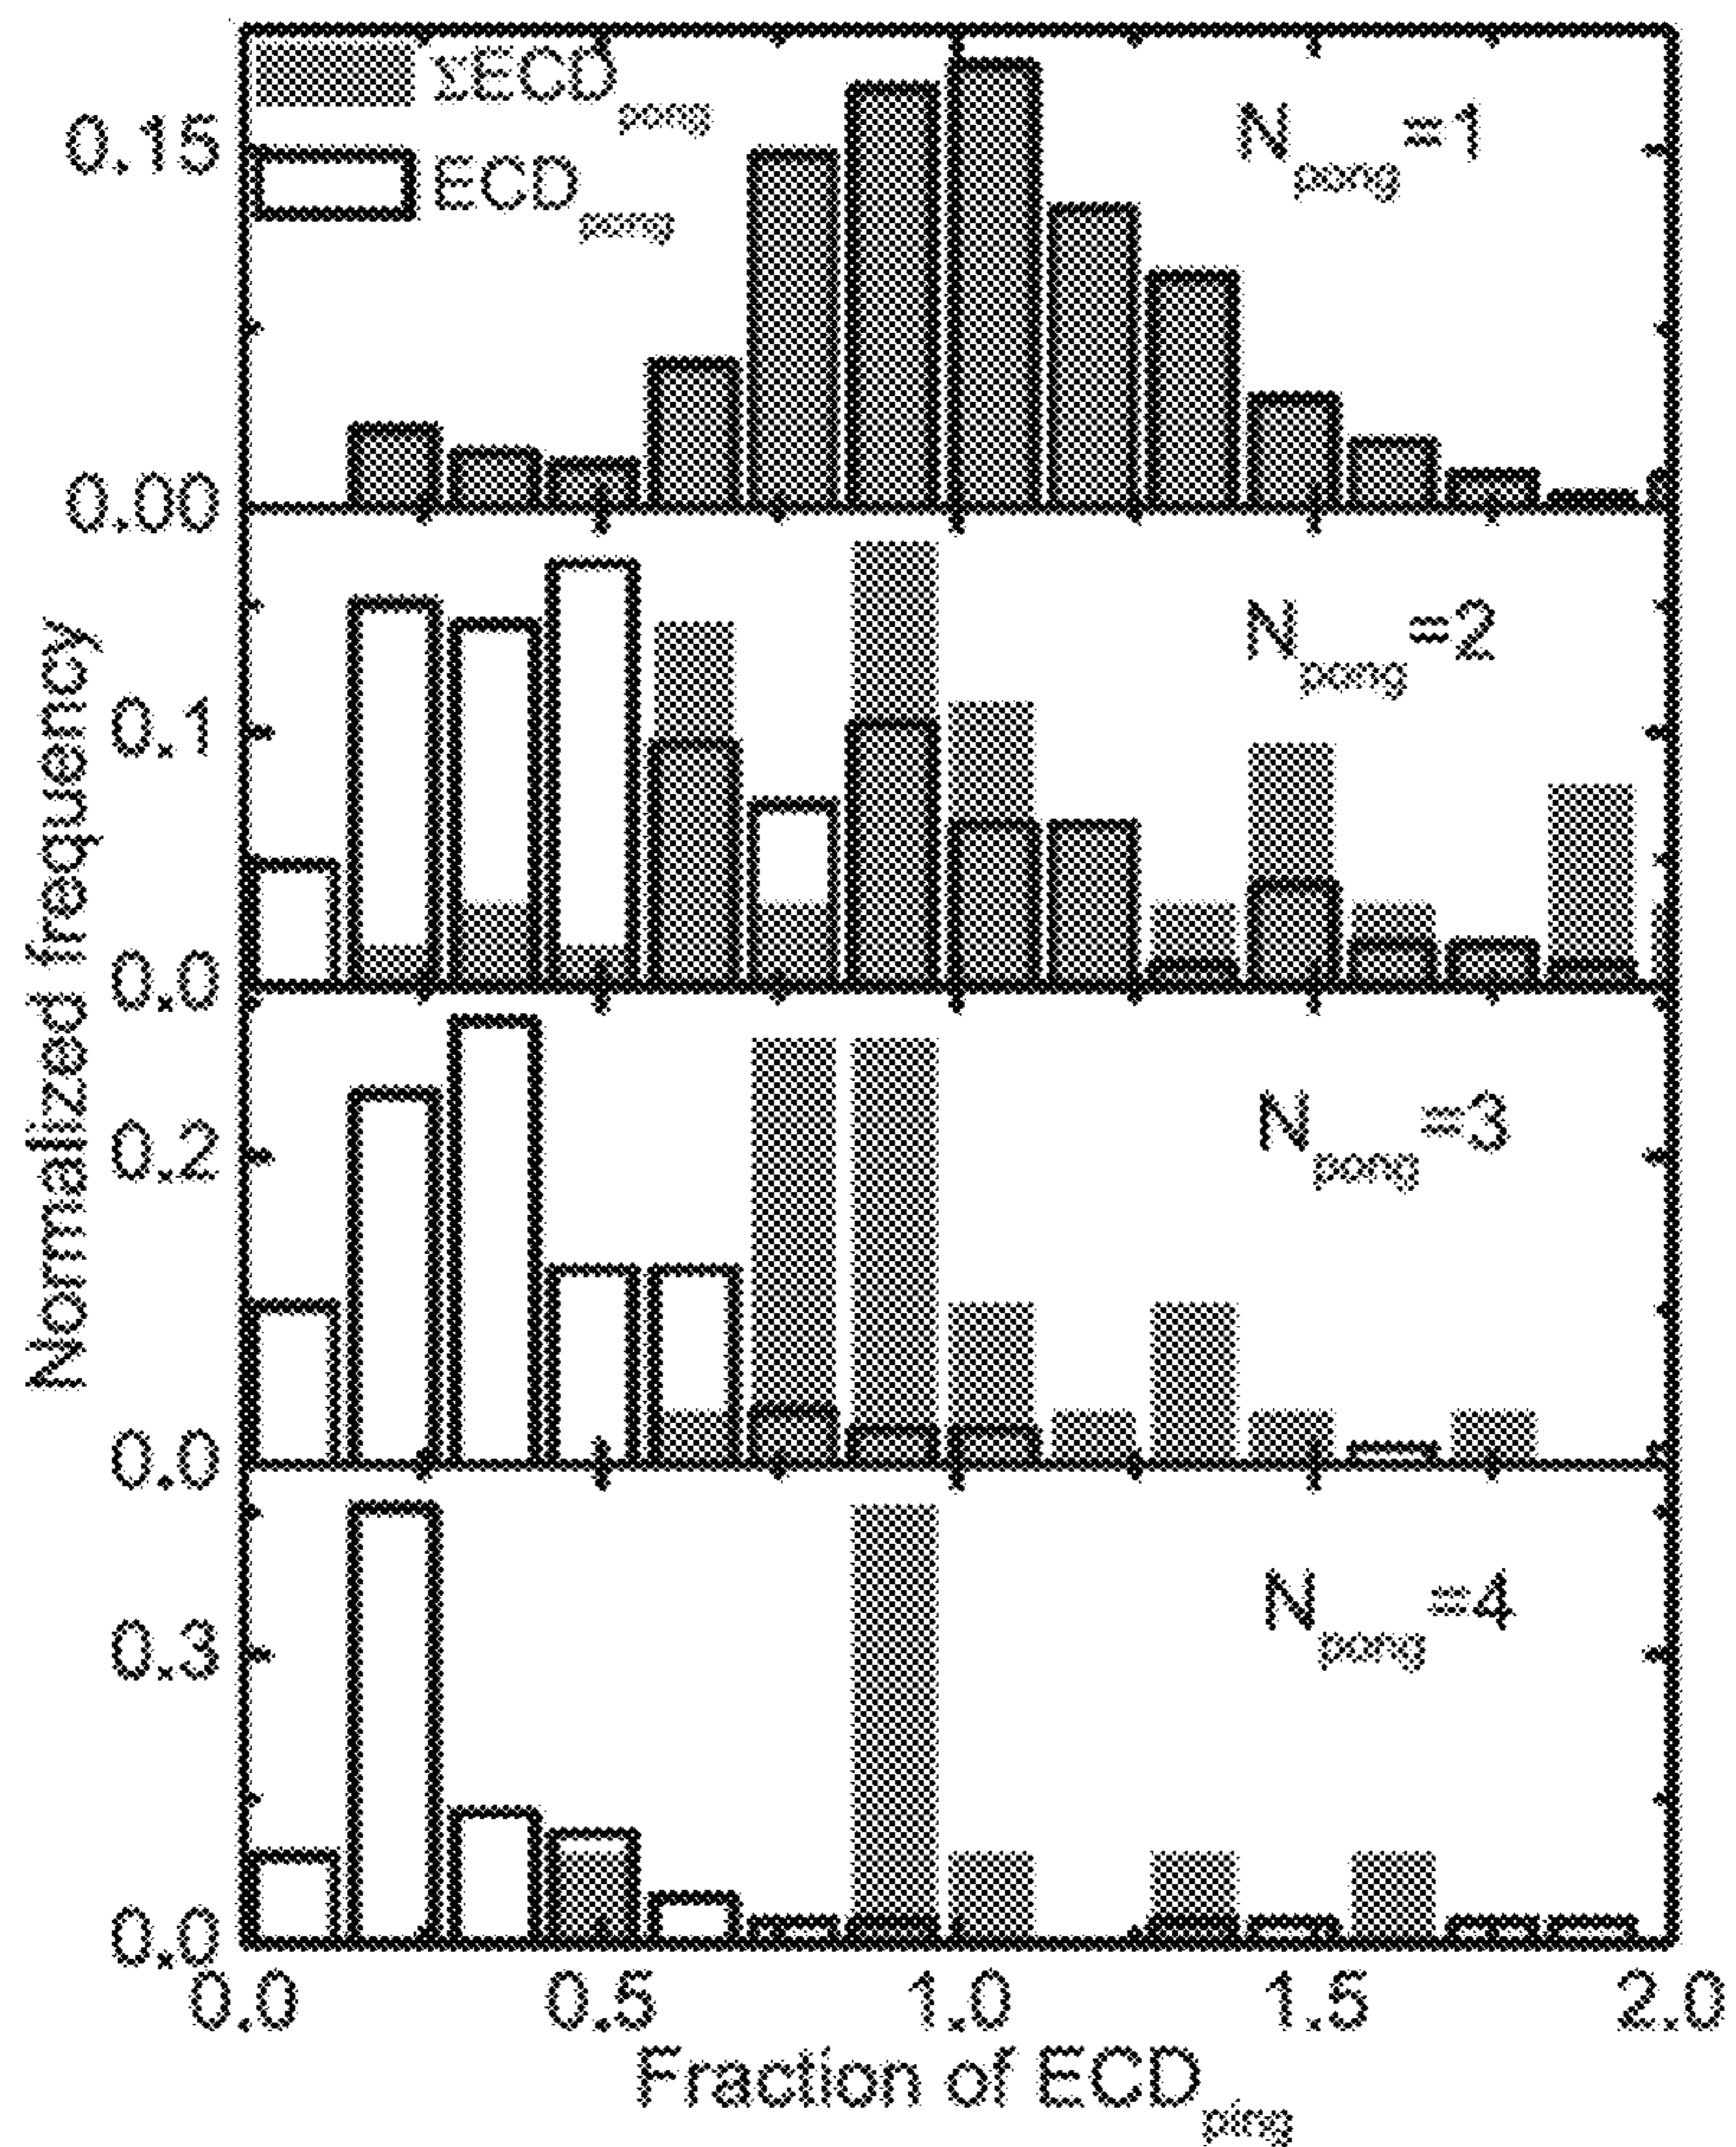 ΣECD pong
ECD pong
N pong =1
0.15
0.00
N pong =2
0.1
0.0
N pong =3
0.2
0.0
N pong =4
0.3
0.0
Normalized frequency
0.0 0.5 1.0 1.5 2.0
Fraction of ECD ping